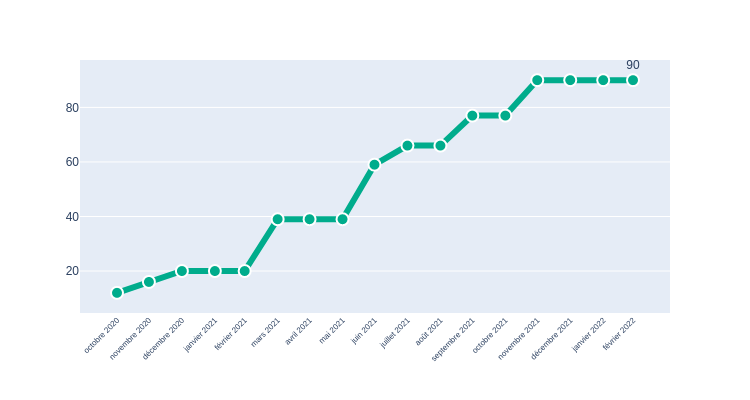 90
80
60
40
20
octobre 2020
novembre 2020
décembre 2020
janvier 2021
février 2021
mars 2021
avril 2021
mai 2021
juin 2021
juillet 2021
août 2021
septembre 2021
octobre 2021
novembre 2021
décembre 2021
janvier 2022
février 2022